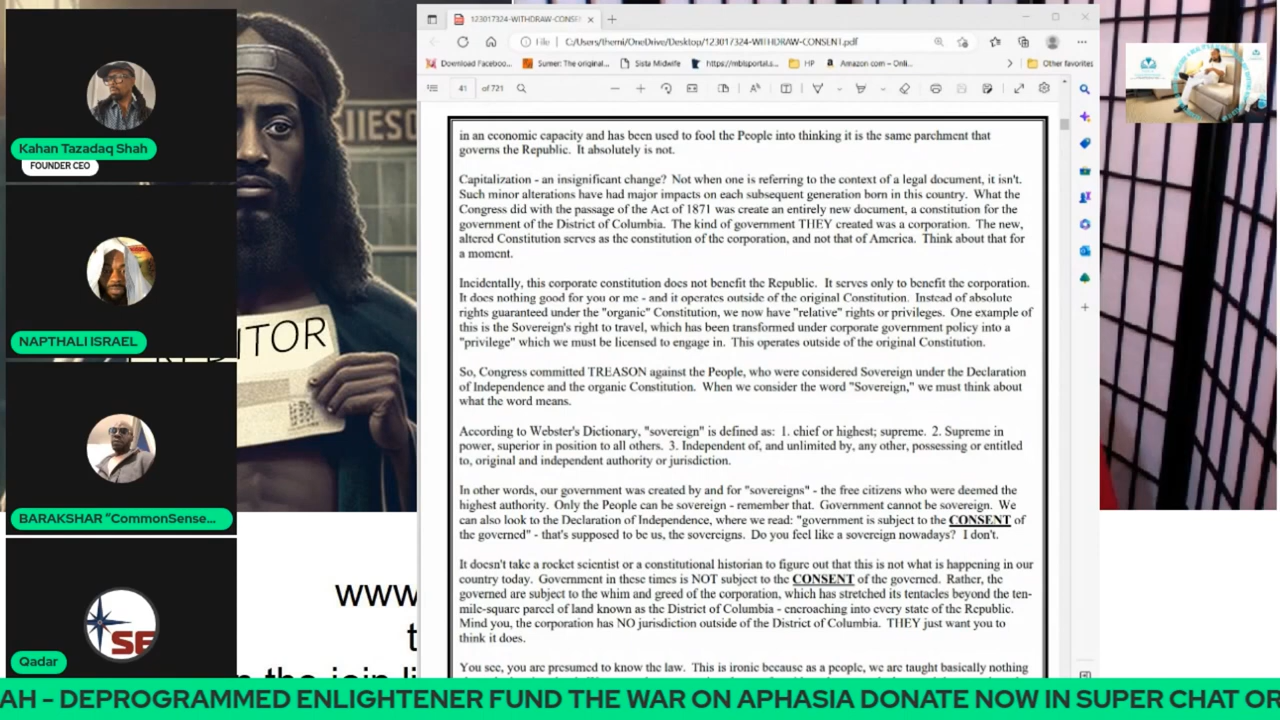 Kahan Tazadaq Shah
FOUNDER CEO
NAPTHALI ISRAEL
BARAKSHAR "CommonSense...
SE
Qadar
ITOR
www
123017324-WITHDRAW-CONSE
File
C:/Users/themi/OneDrive/Desktop/123017324-WITHDRAW-CONSENT.pdf
Download Faceboo... Sumer: The original... Sista Midwife https://mbisportal.s... HP Amazon.com – Onli... Other favorites
41 of 721
in an economic capacity and has been used to fool the People into thinking it is the same parchment that
governs the Republic. It absolutely is not.
Capitalization - an insignificant change? Not when one is referring to the context of a legal document, it isn't.
Such minor alterations have had major impacts on each subsequent generation born in this country. What the
Congress did with the passage of the Act of 1871 was create an entirely new document, a constitution for the
government of the District of Columbia. The kind of government THEY created was a corporation. The new,
altered Constitution serves as the constitution of the corporation, and not that of America. Think about that for
a moment.
Incidentally, this corporate constitution does not benefit the Republic. It serves only to benefit the corporation.
It does nothing good for you or me - and it operates outside of the original Constitution. Instead of absolute
rights guaranteed under the "organic" Constitution, we now have "relative" rights or privileges. One example of
this is the Sovereign's right to travel, which has been transformed under corporate government policy into a
"privilege" which we must be licensed to engage in. This operates outside of the original Constitution.
So, Congress committed TREASON against the People, who were considered Sovereign under the Declaration
of Independence and the organic Constitution. When we consider the word "Sovereign," we must think about
what the word means.
According to Webster's Dictionary, "sovereign" is defined as: 1. chief or highest; supreme. 2. Supreme in
power, superior in position to all others. 3. Independent of, and unlimited by, any other, possessing or entitled
to, original and independent authority or jurisdiction.
In other words, our government was created by and for "sovereigns" - the free citizens who were deemed the
highest authority. Only the People can be sovereign - remember that. Government cannot be sovereign. We
can also look to the Declaration of Independence, where we read: "government is subject to the CONSENT of
the governed" - that's supposed to be us, the sovereigns. Do you feel like a sovereign nowadays? I don't.
It doesn't take a rocket scientist or a constitutional historian to figure out that this is not what is happening in our
country today. Government in these times is NOT subject to the CONSENT of the governed. Rather, the
governed are subject to the whim and greed of the corporation, which has stretched its tentacles beyond the ten-
mile-square parcel of land known as the District of Columbia - encroaching into every state of the Republic.
Mind you, the corporation has NO jurisdiction outside of the District of Columbia. THEY just want you to
think it does.
You see, you are presumed to know the law. This is ironic because as a people, we are taught basically nothing
AH – DEPROGRAMMED ENLIGHTENER FUND THE WAR ON APHASIA DONATE NOW IN SUPER CHAT OR